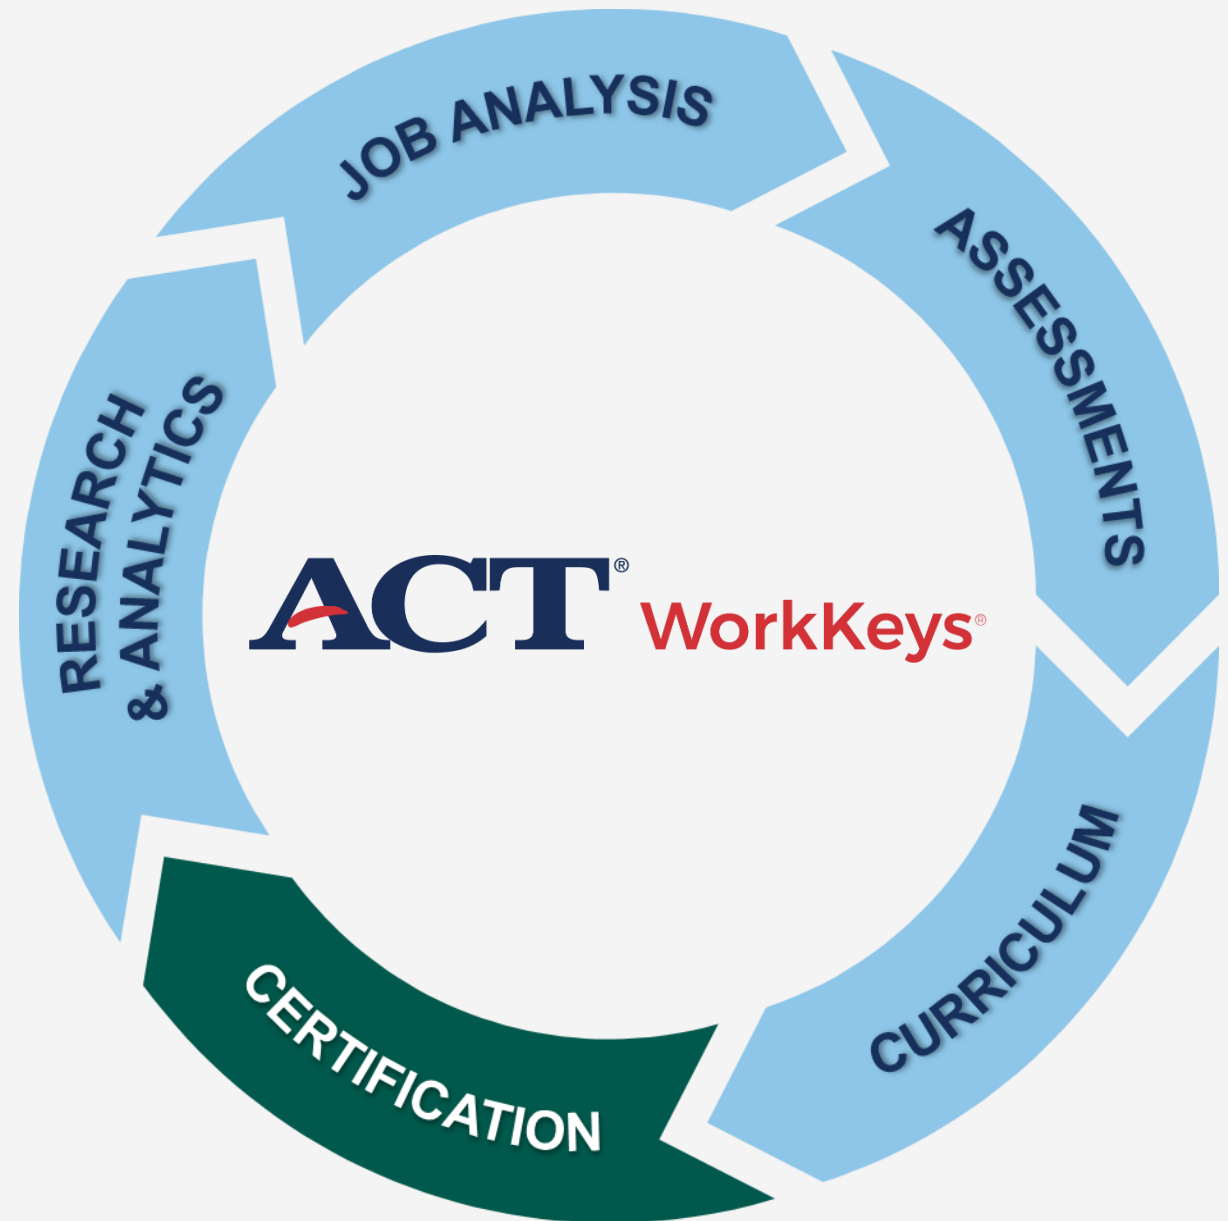 JOB ANALYSIS
ASSESSMENTS
CURRICULUM
CERTIFICATION
RESEARCH
& ANALYTICS
ACT® WorkKeys®